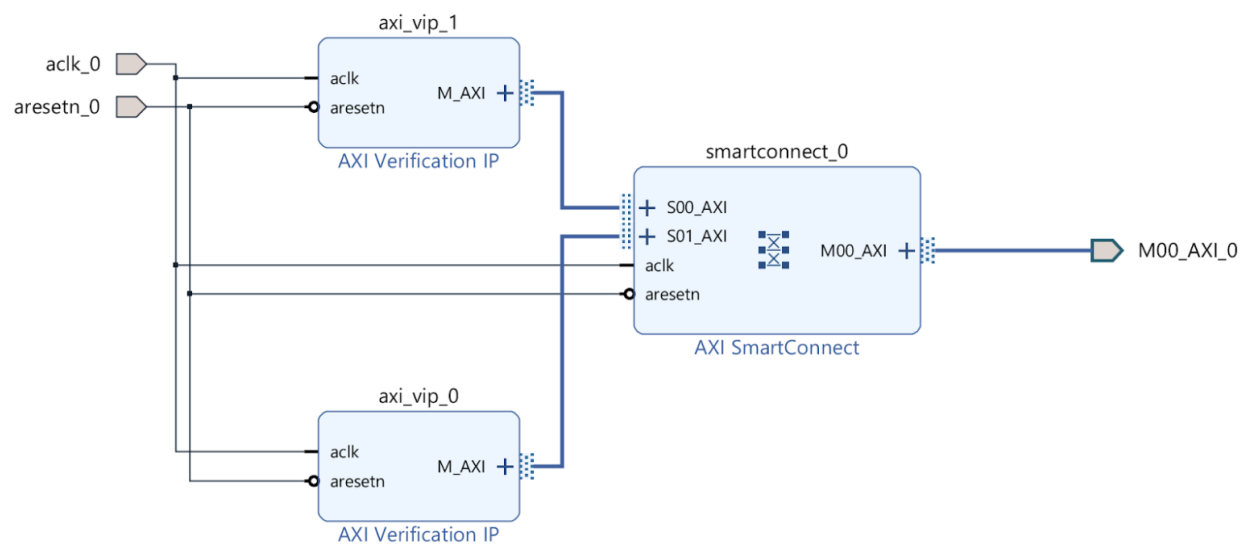 axi_vip_1
aclk_0
aclk
M_AXI
aresetn_0
aresetn
AXI Verification IP
smartconnect_0
S00_AXI
S01_AXI
M00_AXI
M00_AXI_0
aclk
aresetn
AXI SmartConnect
axi_vip_0
aclk
M_AXI
aresetn
AXI Verification IP